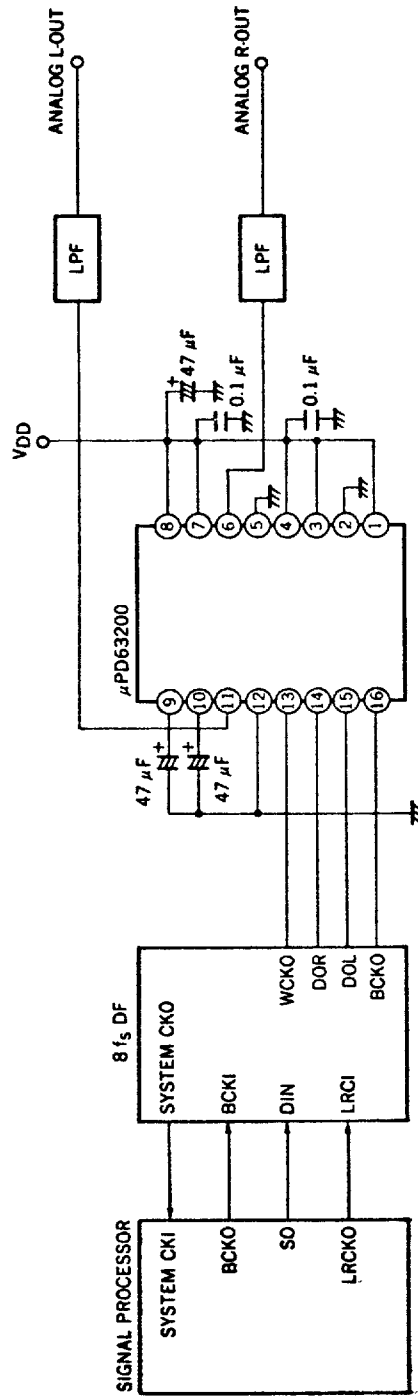 SIGNAL PROCESSOR
SYSTEM CKI
BCKO
SO
LRCKO
8 fs DF
SYSTEM CKO
BCKI
DIN
LRCI
WCKO
DOR
DOL
BCKO
47 μF
+
47 μF
+
μPD63200
9
10
11
12
13
14
15
16
8
7
6
5
4
3
2
1
VDD
+
47 μF
0.1 μF
0.1 μF
LPF
ANALOG L-OUT
LPF
ANALOG R-OUT